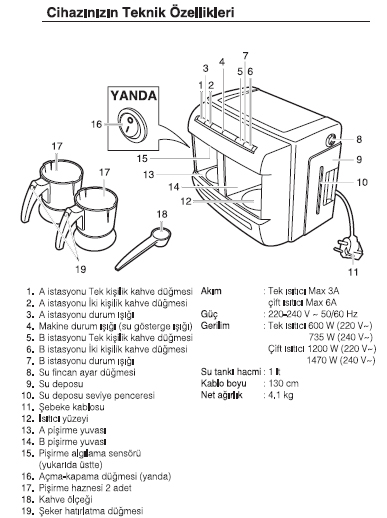 Cihazınızın Teknik Özellikleri
7
3
4
1
2
5
6
YANDA
16
15
13
14
12
8
9
10
11
17
17
18
19
1. A istasyonu Tek kişilik kahve düğmesi
2. A istasyonu İki kişilik kahve düğmesi
3. A istasyonu durum ışığı
4. Makine durum ışığı (su gösterge ışığı)
5. B istasyonu Tek kişilik kahve düğmesi
6. B istasyonu İki kişilik kahve düğmesi
7. B istasyonu durum ışığı
8. Su fincan ayar düğmesi
9. Su deposu
10. Su deposu seviye penceresi
11. Şebeke kablosu
12. Isıtıcı yüzeyi
13. A pişirme yuvası
14. B pişirme yuvası
15. Pişirme algılama sensörü
(yukarıda üstte)
16. Açma-kapama düğmesi (yanda)
17. Pişirme haznesi 2 adet
18. Kahve ölçeği
19. Şeker hatırlatma düğmesi
Akım : Tek ısıtıcı Max 3A
çift ısıtıcı Max 6A
Güç : 220-240 V ~ 50/60 Hz
Gerilim : Tek ısıtıcı 600 W (220 V~)
735 W (240 V~)
Çift Isıtıcı 1200 W (220 V~)
1470 W (240 V~)
Su tankı hacmi : 1 lt
Kablo boyu : 130 cm
Net ağırlık : 4,1 kg